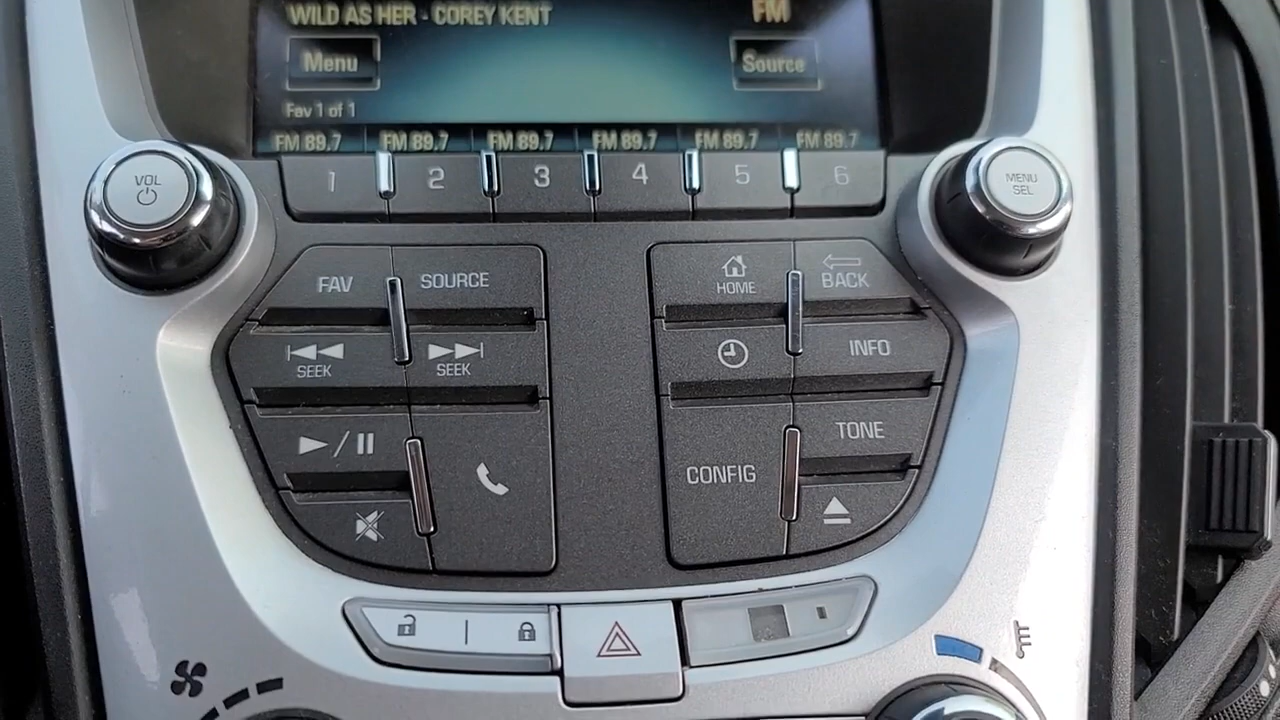 WILD AS HER - COREY KENT
FM
Menu
Source
Fav 1 of 1
FM 89.7 FM 89.7 FM 89.7 FM 89.7 FM 89.7 FM 89.7
1 2 3 4 5 6
VOL
MENU
SEL
FAV
SOURCE
SEEK
SEEK
HOME
BACK
INFO
CONFIG
TONE